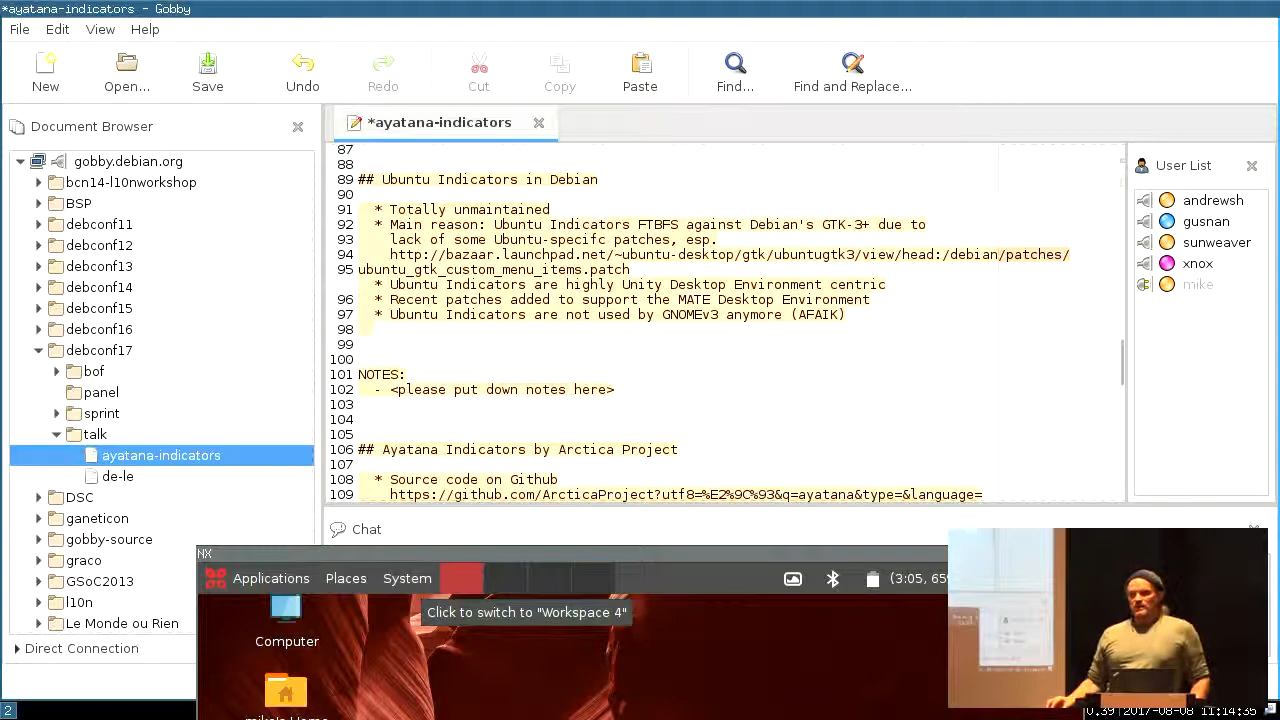 *ayatana-indicators - Gobby
File Edit View Help
New Open... Save Undo Redo Cut Copy Paste Find... Find and Replace...
Document Browser
gobby.debian.org
bcn14-l10nworkshop
BSP
debconf11
debconf12
debconf13
debconf14
debconf15
debconf16
debconf17
bof
panel
sprint
talk
ayatana-indicators
de-le
DSC
ganeticon
gobby-source
graco
GSoC2013
l10n
Le Monde ou Rien
Direct Connection
*ayatana-indicators
87
88
89 ## Ubuntu Indicators in Debian
90
91 * Totally unmaintained
92 * Main reason: Ubuntu Indicators FTBFS against Debian's GTK-3+ due to
93 lack of some Ubuntu-specifc patches, esp.
94 http://bazaar.launchpad.net/~ubuntu-desktop/gtk/ubuntugtk3/view/head:/debian/patches/
95 ubuntu_gtk_custom_menu_items.patch
* Ubuntu Indicators are highly Unity Desktop Environment centric
96 * Recent patches added to support the MATE Desktop Environment
97 * Ubuntu Indicators are not used by GNOMEv3 anymore (AFAIK)
98
99
100
101 NOTES:
102 - <please put down notes here>
103
104
105
106 ## Ayatana Indicators by Arctica Project
107
108 * Source code on Github
109 https://github.com/ArcticaProject?utf8=%E2%9C%93&q=ayatana&type=&language=
User List
andrewsh
gusnan
sunweaver
xnox
mike
Chat
NX
Applications Places System (3:05, 65%
Click to switch to "Workspace 4"
Computer
mike's Home
2
0.39 2017-08-08 11:14:35